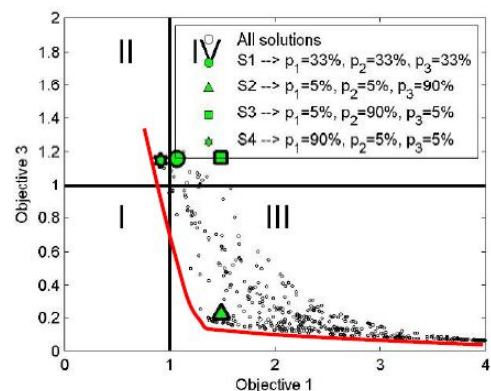 2
1.8
1.6
1.4
1.2
1
0.8
0.6
0.4
0.2
0
Objective 3
II
IV
I
III
All solutions
S1 --> p1=33%, p2=33%, p3=33%
S2 --> p1=5%, p2=5%, p3=90%
S3 --> p1=5%, p2=90%, p3=5%
S4 --> p1=90%, p2=5%, p3=5%
0 1 2 3 4
Objective 1